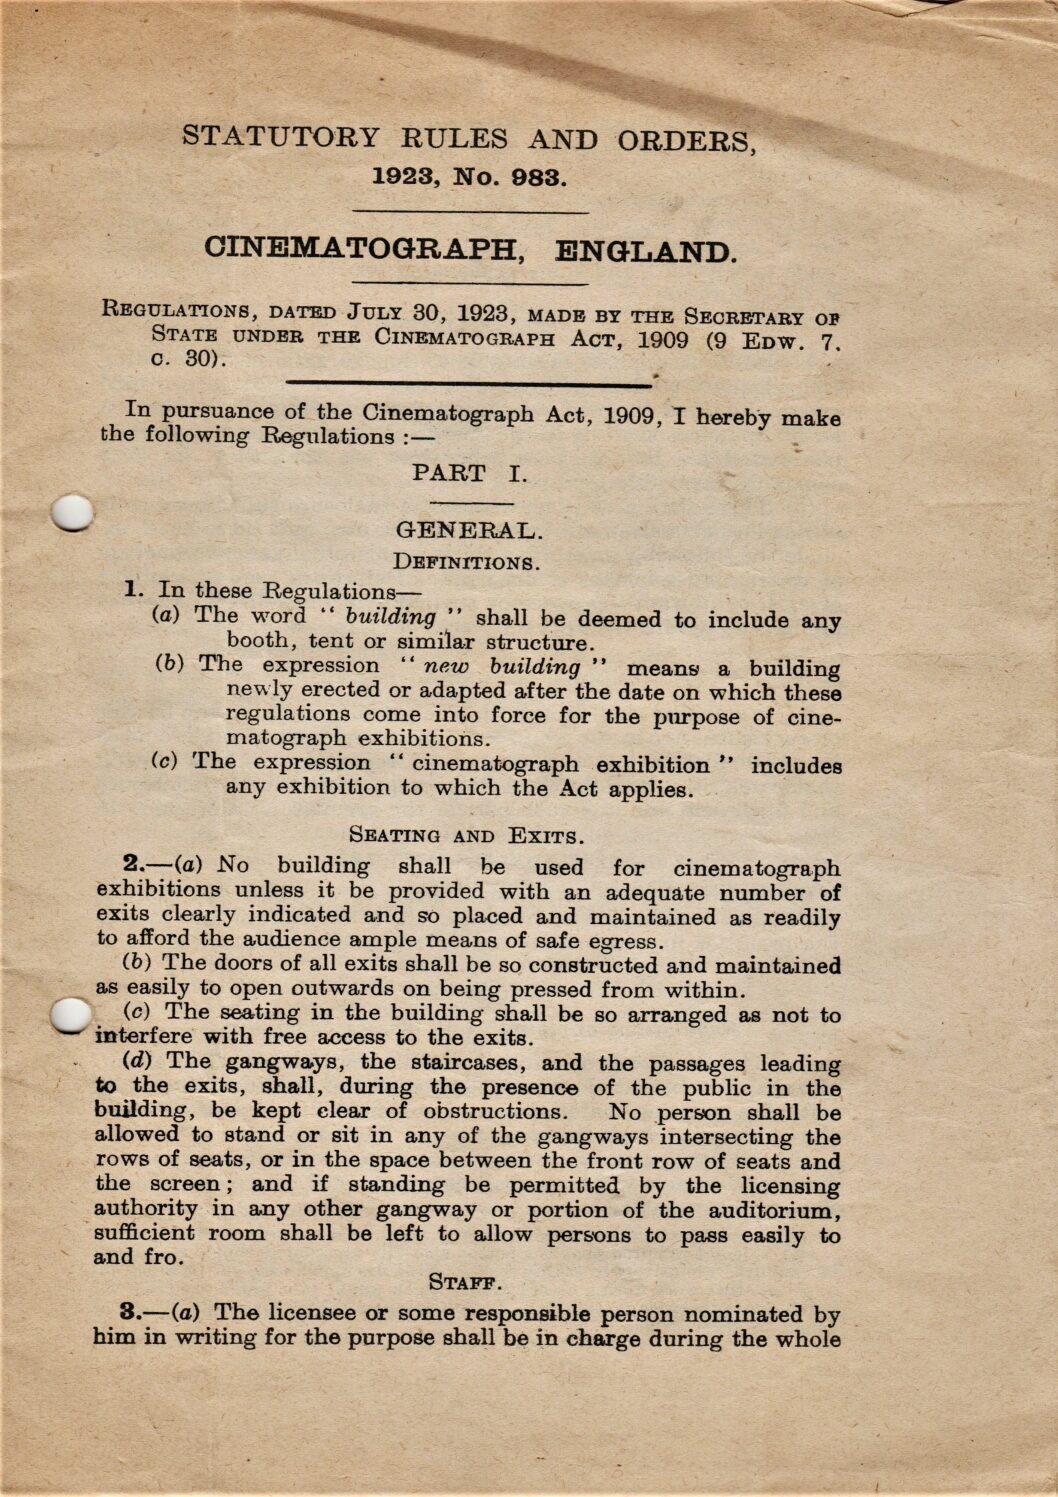 STATUTORY RULES AND ORDERS,
1923, No. 983.
CINEMATOGRAPH, ENGLAND.
Regulations, dated July 30, 1923, made by the Secretary of
State under the Cinematograph Act, 1909 (9 Edw. 7.
c. 30).
In pursuance of the Cinematograph Act, 1909, I hereby make
the following Regulations :—
PART I.
GENERAL.
Definitions.
1. In these Regulations—
(a) The word “ building ” shall be deemed to include any
booth, tent or similar structure.
(b) The expression “ new building ” means a building
newly erected or adapted after the date on which these
regulations come into force for the purpose of cine-
matograph exhibitions.
(c) The expression “ cinematograph exhibition ” includes
any exhibition to which the Act applies.
Seating and Exits.
2.—(a) No building shall be used for cinematograph
exhibitions unless it be provided with an adequate number of
exits clearly indicated and so placed and maintained as readily
to afford the audience ample means of safe egress.
(b) The doors of all exits shall be so constructed and maintained
as easily to open outwards on being pressed from within.
(c) The seating in the building shall be so arranged as not to
interfere with free access to the exits.
(d) The gangways, the staircases, and the passages leading
to the exits, shall, during the presence of the public in the
building, be kept clear of obstructions. No person shall be
allowed to stand or sit in any of the gangways intersecting the
rows of seats, or in the space between the front row of seats and
the screen; and if standing be permitted by the licensing
authority in any other gangway or portion of the auditorium,
sufficient room shall be left to allow persons to pass easily to
and fro.
Staff.
3.—(a) The licensee or some responsible person nominated by
him in writing for the purpose shall be in charge during the whole